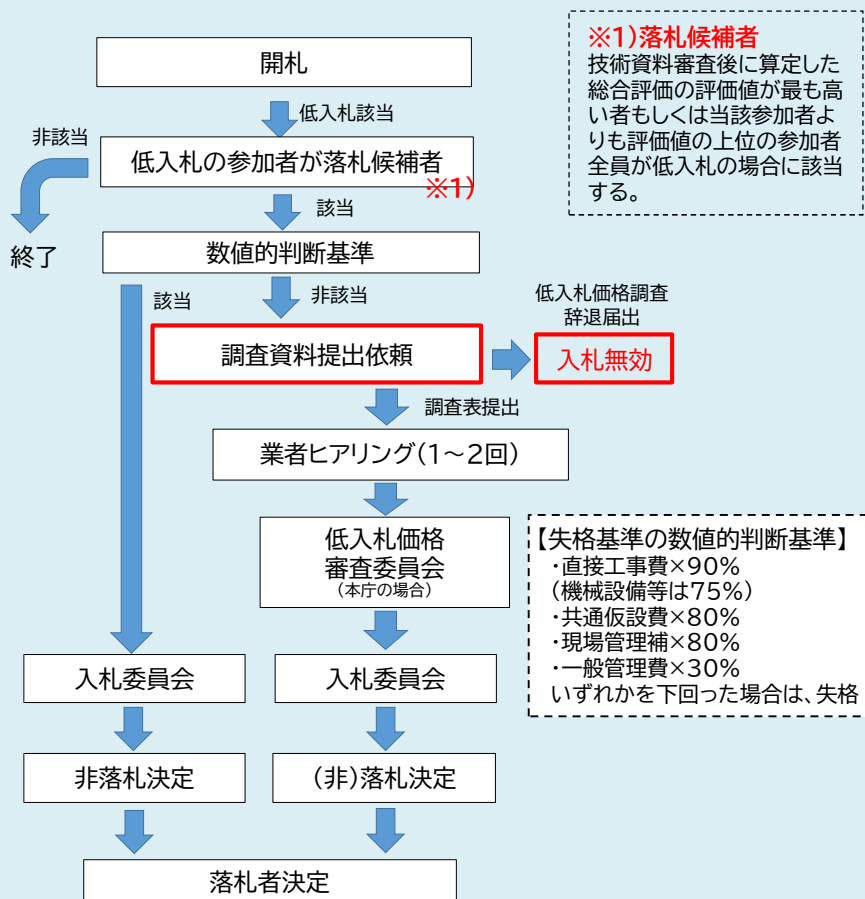 開札
低入札該当
非該当
低入札の参加者が落札候補者
※1)
該当
終了
数値的判断基準
該当
非該当
低入札価格調査
辞退届出
調査資料提出依頼
入札無効
調査表提出
業者ヒアリング(1～2回)
低入札価格
審査委員会
(本庁の場合)
入札委員会
入札委員会
非落札決定
(非)落札決定
落札者決定
※1)落札候補者
技術資料審査後に算定した
総合評価の評価値が最も高
い者もしくは当該参加者よ
りも評価値の上位の参加者
全員が低入札の場合に該当
する。
【失格基準の数値的判断基準】
・直接工事費×90%
(機械設備等は75%)
・共通仮設費×80%
・現場管理補×80%
・一般管理費×30%
いずれかを下回った場合は、失格